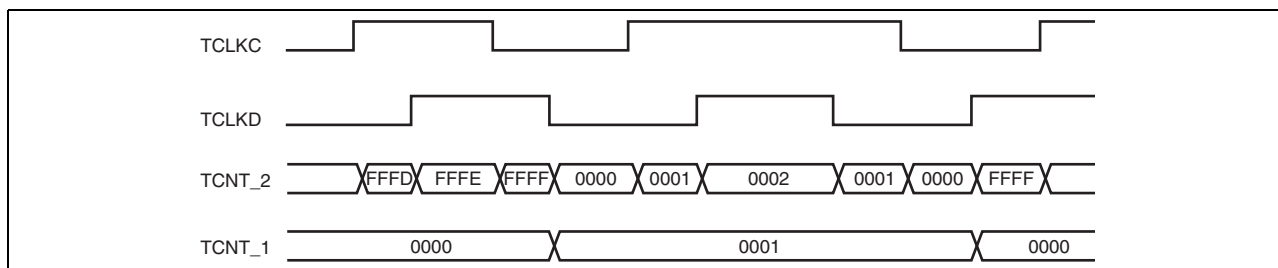 TCLKC
TCLKD
TCNT_2 FFFD FFFE FFFF 0000 0001 0002 0001 0000 FFFF
TCNT_1 0000 0001 0000